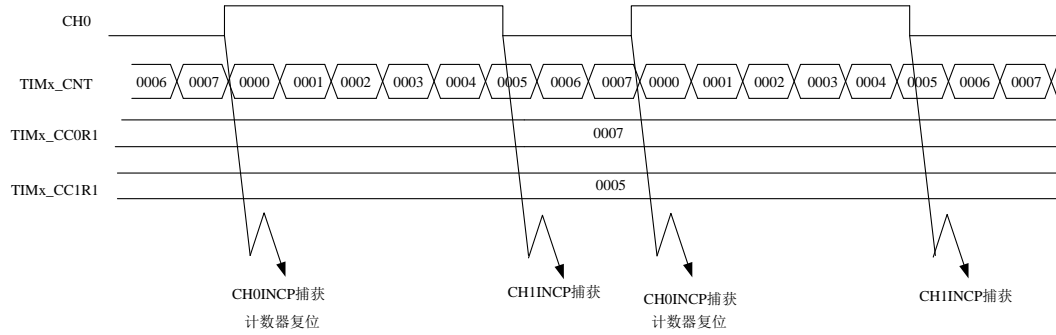 CH0
TIMx_CNT 0006 0007 0000 0001 0002 0003 0004 0005 0006 0007 0000 0001 0002 0003 0004 0005 0006 0007
TIMx_CC0R1 0007
TIMx_CC1R1 0005
CH0INCP捕获
计数器复位
CH1INCP捕获
CH0INCP捕获
计数器复位
CH1INCP捕获